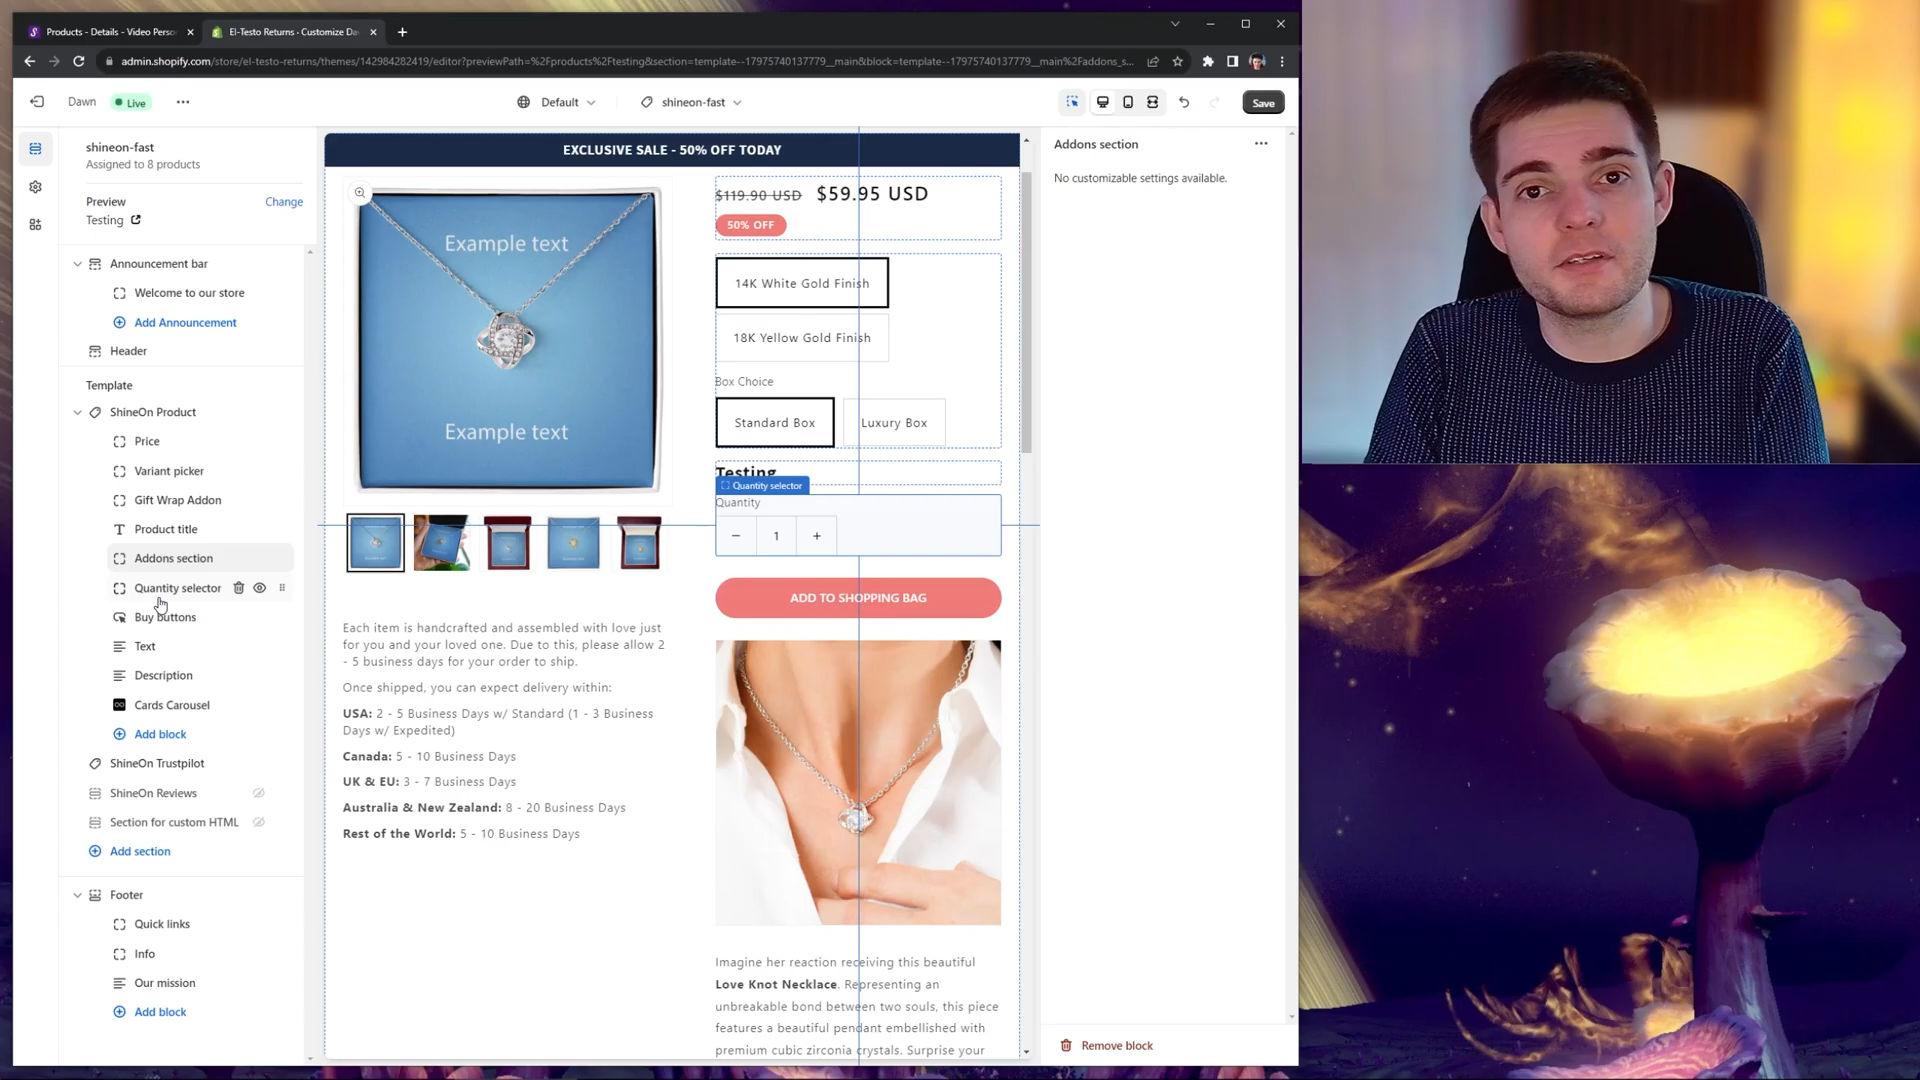 Products - Details - Video Perso
El-Testo Returns · Customize Da
admin.shopify.com/store/el-testo-returns/themes/142984282419/editor?previewPath=%2Fproducts%2Ftesting&section=template--17975740137779__main&block=template--17975740137779__main%2Faddons_s...
Dawn
Live
Default
shineon-fast
Save
shineon-fast
Assigned to 8 products
Preview
Change
Testing
Announcement bar
Welcome to our store
Add Announcement
Header
Template
ShineOn Product
Price
Variant picker
Gift Wrap Addon
Product title
Addons section
Quantity selector
Buy buttons
Text
Description
Cards Carousel
Add block
ShineOn Trustpilot
ShineOn Reviews
Section for custom HTML
Add section
Footer
Quick links
Info
Our mission
Add block
EXCLUSIVE SALE - 50% OFF TODAY
Example text
Example text
Each item is handcrafted and assembled with love just
for you and your loved one. Due to this, please allow 2
- 5 business days for your order to ship.
Once shipped, you can expect delivery within:
USA: 2 - 5 Business Days w/ Standard (1 - 3 Business
Days w/ Expedited)
Canada: 5 - 10 Business Days
UK & EU: 3 - 7 Business Days
Australia & New Zealand: 8 - 20 Business Days
Rest of the World: 5 - 10 Business Days
$119.90 USD $59.95 USD
50% OFF
14K White Gold Finish
18K Yellow Gold Finish
Box Choice
Standard Box
Luxury Box
Testing
Quantity selector
Quantity
− 1 +
ADD TO SHOPPING BAG
Imagine her reaction receiving this beautiful
Love Knot Necklace. Representing an
unbreakable bond between two souls, this piece
features a beautiful pendant embellished with
premium cubic zirconia crystals. Surprise your
Addons section
No customizable settings available.
Remove block